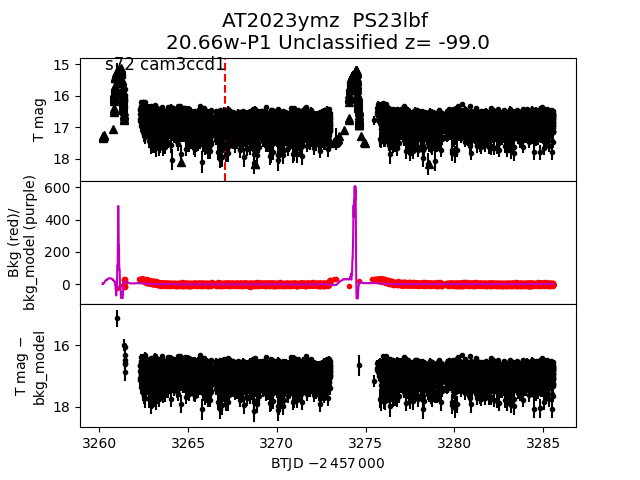 AT2023ymz  PS23lbf
20.66w-P1 Unclassified z= -99.0
s72 cam3ccd1
T mag
15
16
17
18
Bkg (red)/
bkg_model (purple)
600
400
200
0
T mag −
bkg_model
16
18
3260
3265
3270
3275
3280
3285
BTJD −2 457 000